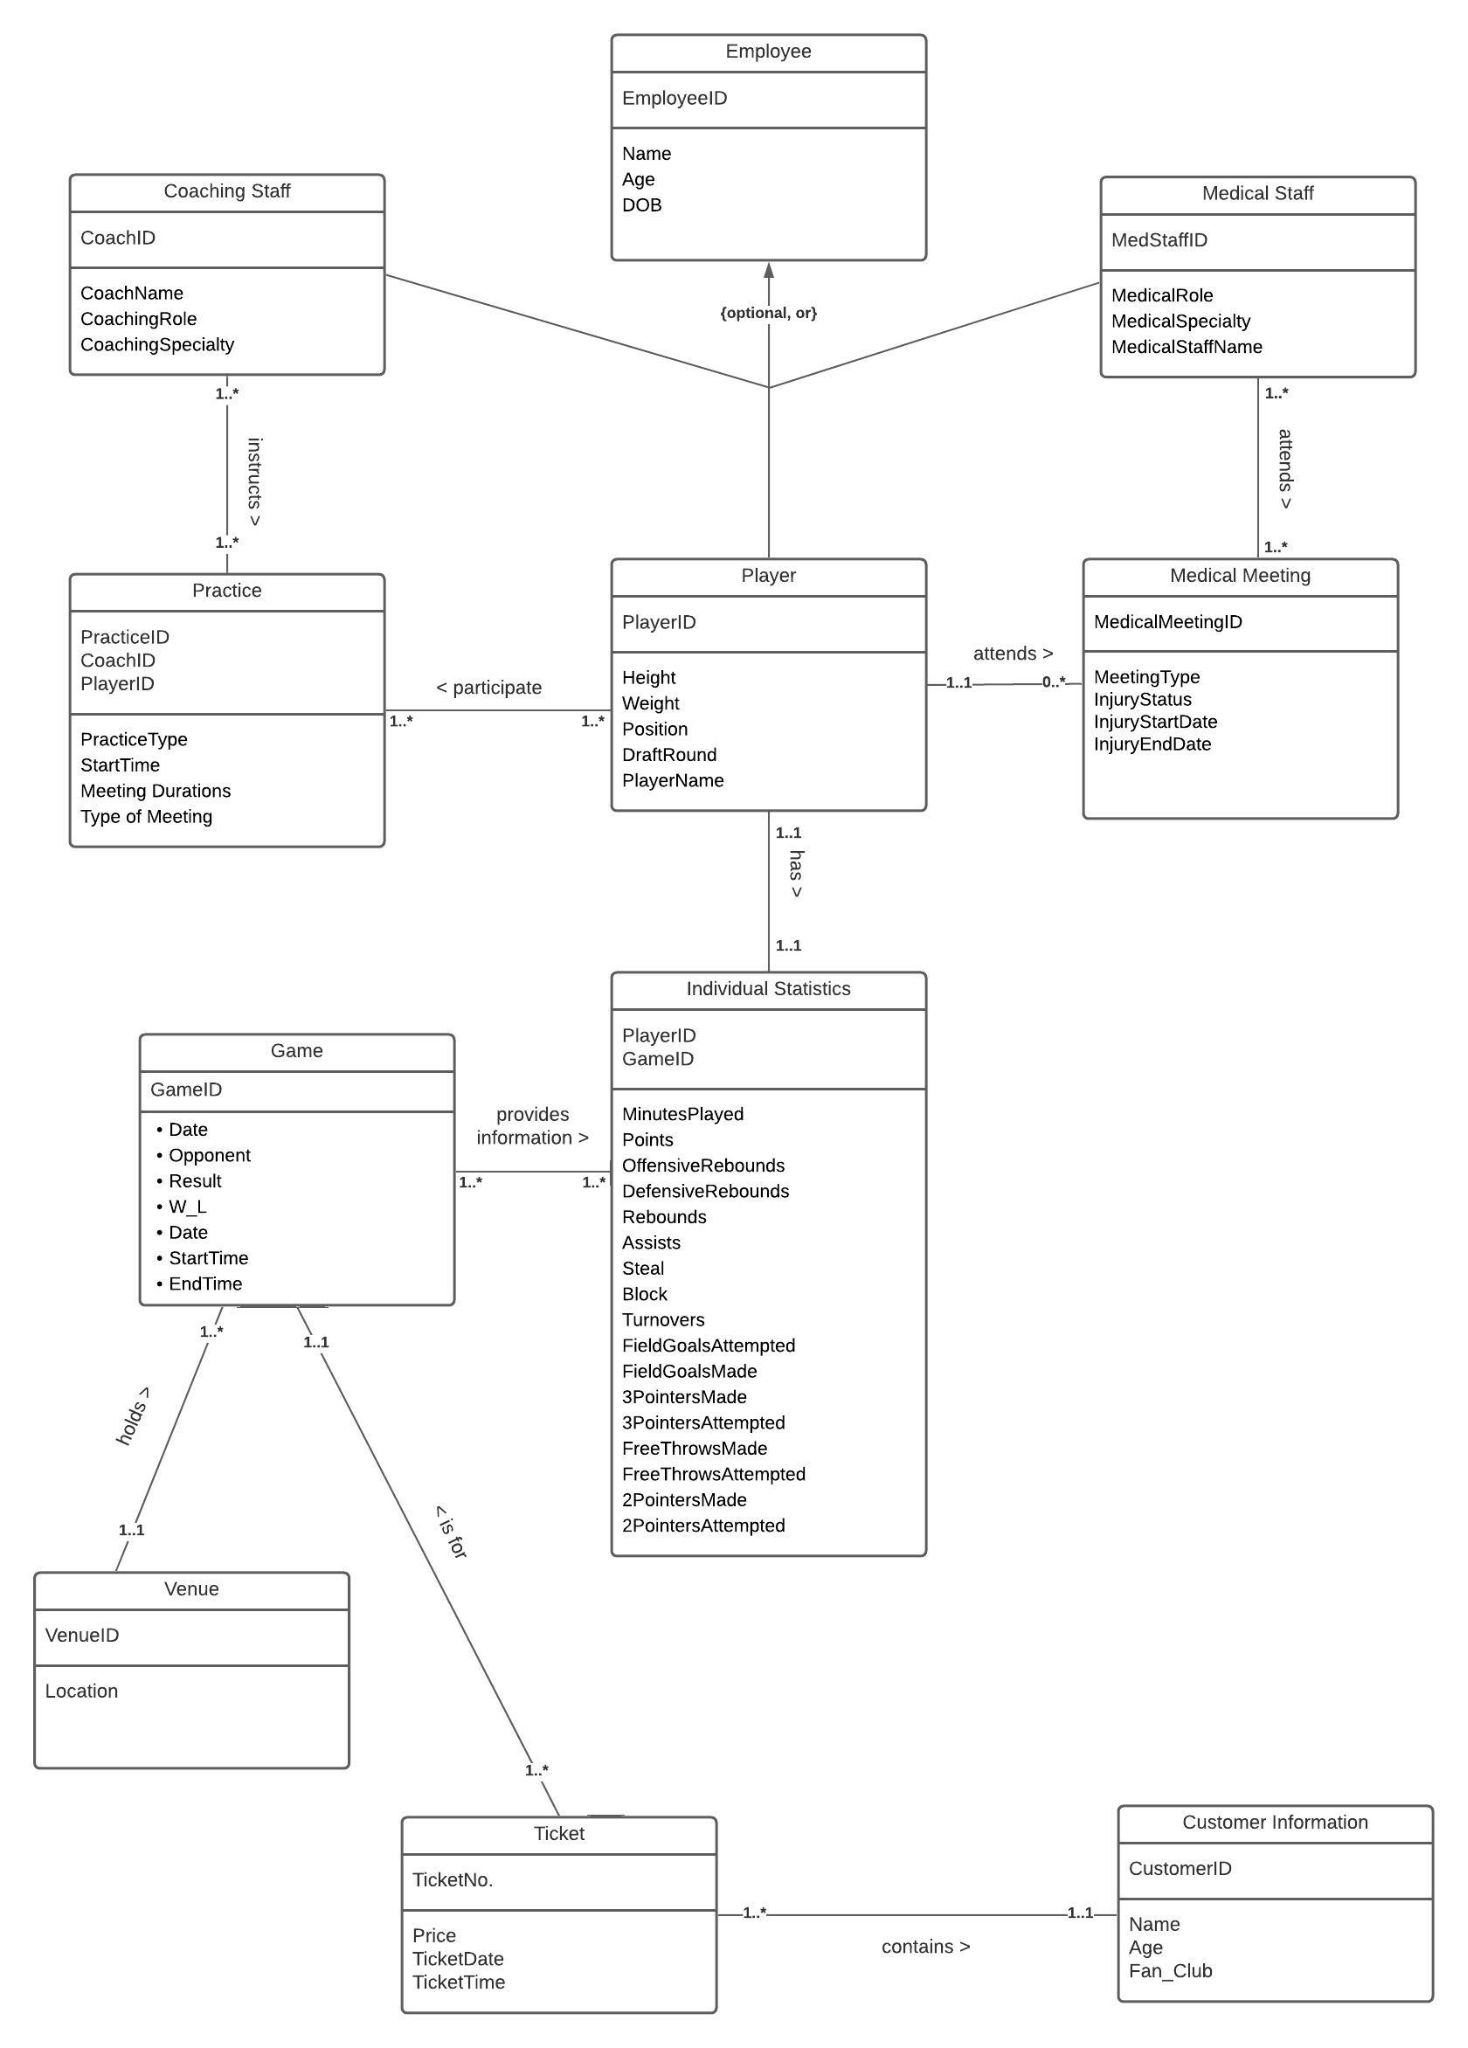 Employee
EmployeeID
Name
Age
DOB
Coaching Staff
CoachID
CoachName
CoachingRole
CoachingSpecialty
Medical Staff
MedStaffID
MedicalRole
MedicalSpecialty
MedicalStaffName
{optional, or}
1..*
instructs >
1..*
1..*
attends >
1..*
Practice
PracticeID
CoachID
PlayerID
PracticeType
StartTime
Meeting Durations
Type of Meeting
< participate
1..*
1..*
Player
PlayerID
Height
Weight
Position
DraftRound
PlayerName
attends >
1..1
0..*
Medical Meeting
MedicalMeetingID
MeetingType
InjuryStatus
InjuryStartDate
InjuryEndDate
1..1
has >
1..1
Individual Statistics
PlayerID
GameID
MinutesPlayed
Points
OffensiveRebounds
DefensiveRebounds
Rebounds
Assists
Steal
Block
Turnovers
FieldGoalsAttempted
FieldGoalsMade
3PointersMade
3PointersAttempted
FreeThrowsMade
FreeThrowsAttempted
2PointersMade
2PointersAttempted
Game
GameID
• Date
• Opponent
• Result
• W_L
• Date
• StartTime
• EndTime
provides
information >
1..*
1..*
1..*
holds >
1..1
1..1
< is for
1..*
Venue
VenueID
Location
Ticket
TicketNo.
Price
TicketDate
TicketTime
1..*
1..1
contains >
Customer Information
CustomerID
Name
Age
Fan_Club